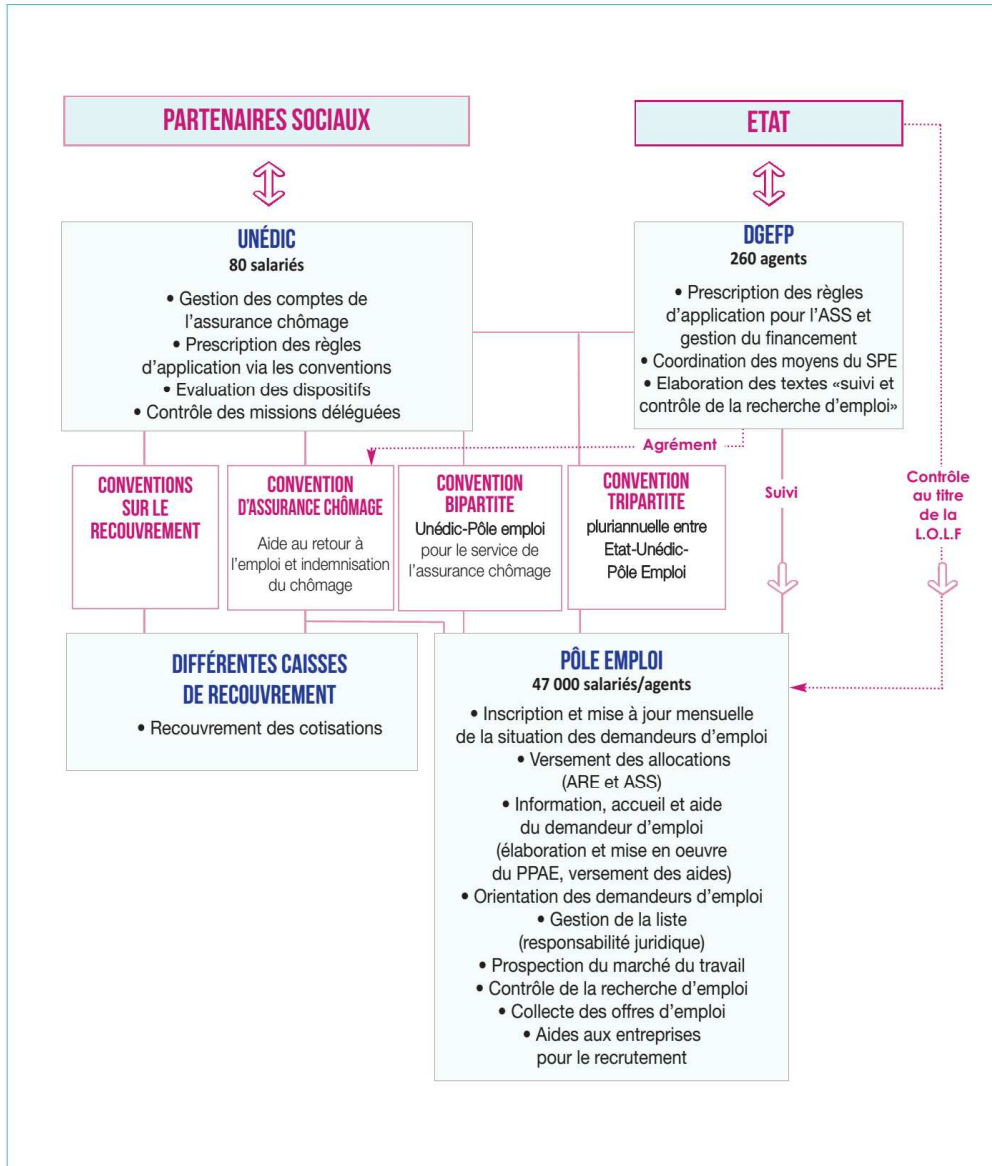 PARTENAIRES SOCIAUX
ETAT
UNÉDIC
80 salariés
• Gestion des comptes de
l'assurance chômage
• Prescription des règles
d'application via les conventions
• Evaluation des dispositifs
• Contrôle des missions déléguées
DGEFP
260 agents
• Prescription des règles
d'application pour l'ASS et
gestion du financement
• Coordination des moyens du SPE
• Elaboration des textes «suivi et
contrôle de la recherche d'emploi»
Agrément
CONVENTIONS
SUR LE
RECOUVREMENT
CONVENTION
D'ASSURANCE CHÔMAGE
Aide au retour à
l'emploi et indemnisation
du chômage
CONVENTION
BIPARTITE
Unédic-Pôle emploi
pour le service de
l'assurance chômage
CONVENTION
TRIPARTITE
pluriannuelle entre
Etat-Unédic-
Pôle Emploi
Suivi
Contrôle
au titre
de la
L.O.L.F
DIFFÉRENTES CAISSES
DE RECOUVREMENT
• Recouvrement des cotisations
PÔLE EMPLOI
47 000 salariés/agents
• Inscription et mise à jour mensuelle
de la situation des demandeurs d'emploi
• Versement des allocations
(ARE et ASS)
• Information, accueil et aide
du demandeur d'emploi
(élaboration et mise en oeuvre
du PPAE, versement des aides)
• Orientation des demandeurs d'emploi
• Gestion de la liste
(responsabilité juridique)
• Prospection du marché du travail
• Contrôle de la recherche d'emploi
• Collecte des offres d'emploi
• Aides aux entreprises
pour le recrutement